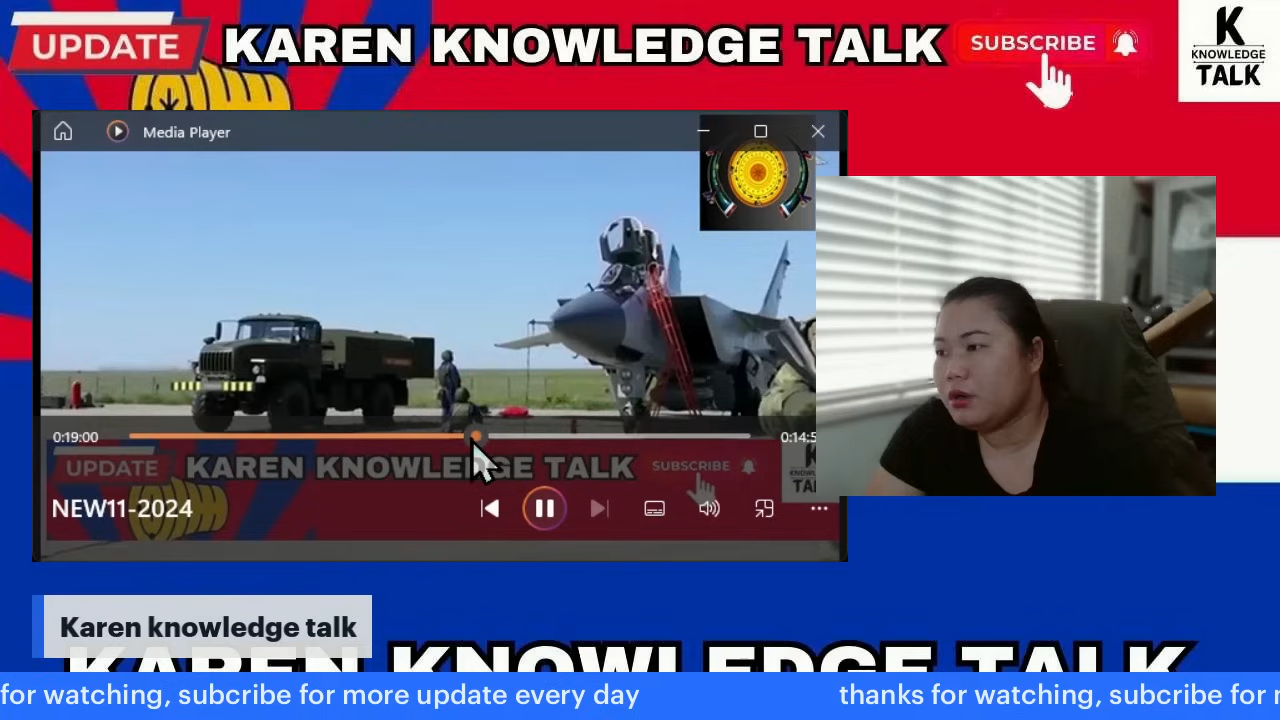 UPDATE
KAREN KNOWLEDGE TALK
SUBSCRIBE
K
KNOWLEDGE
TALK
Media Player
0:19:00
0:14:5
UPDATE
KAREN KNOWLEDGE TALK
SUBSCRIBE
NEW11-2024
Karen knowledge talk
KAREN KNOWLEDGE TALK
for watching, subcribe for more update every day
thanks for watching, subcribe for